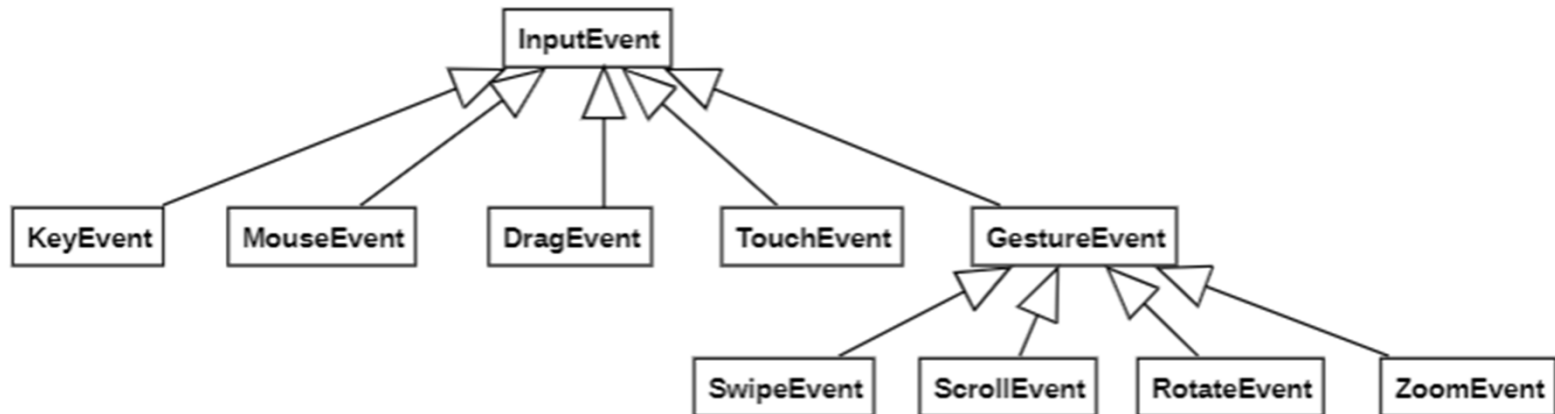 InputEvent
KeyEvent
MouseEvent
DragEvent
TouchEvent
GestureEvent
SwipeEvent
ScrollEvent
RotateEvent
ZoomEvent